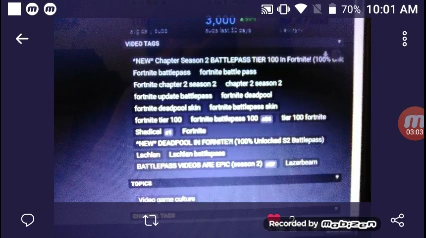 70% 10:01 AM
3,000
VIDEO TAGS
*NEW* Chapter Season 2 BATTLEPASS TIER 100 in Fortnite! (100%
Fortnite battlepass fortnite battle pass
Fortnite chapter 2 season 2 chapter 2 season 2
fortnite update battlepass fortnite deadpool
fortnite deadpool skin fortnite battlepass skin
fortnite tier 100 fortnite battlepass 100 tier 100 fortnite
Shadical Fortnite
*NEW* DEADPOOL IN FORNITE?! (100% Unlocked S2 Battlepass)
Lachlan Lachlan battlepass
BATTLEPASS VIDEOS ARE EPIC (season 2) Lazarbeam
TOPICS
Video game culture
03:03
Recorded by mobizen